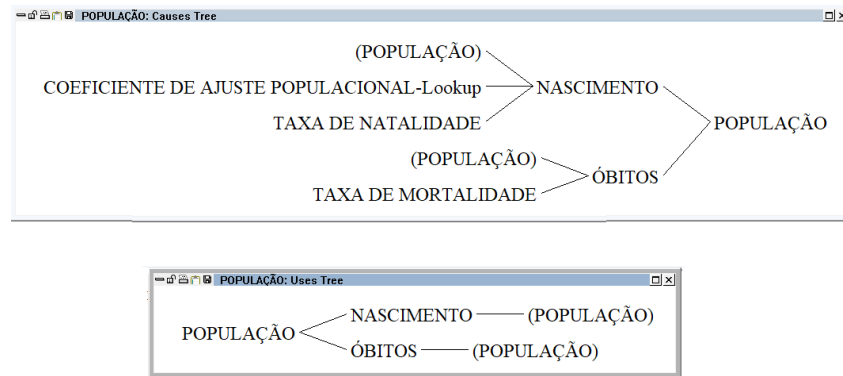 POPULAÇÃO: Causes Tree
(POPULAÇÃO)
COEFICIENTE DE AJUSTE POPULACIONAL-Lookup
NASCIMENTO
TAXA DE NATALIDADE
POPULAÇÃO
(POPULAÇÃO)
ÓBITOS
TAXA DE MORTALIDADE
POPULAÇÃO: Uses Tree
NASCIMENTO
(POPULAÇÃO)
POPULAÇÃO
ÓBITOS
(POPULAÇÃO)